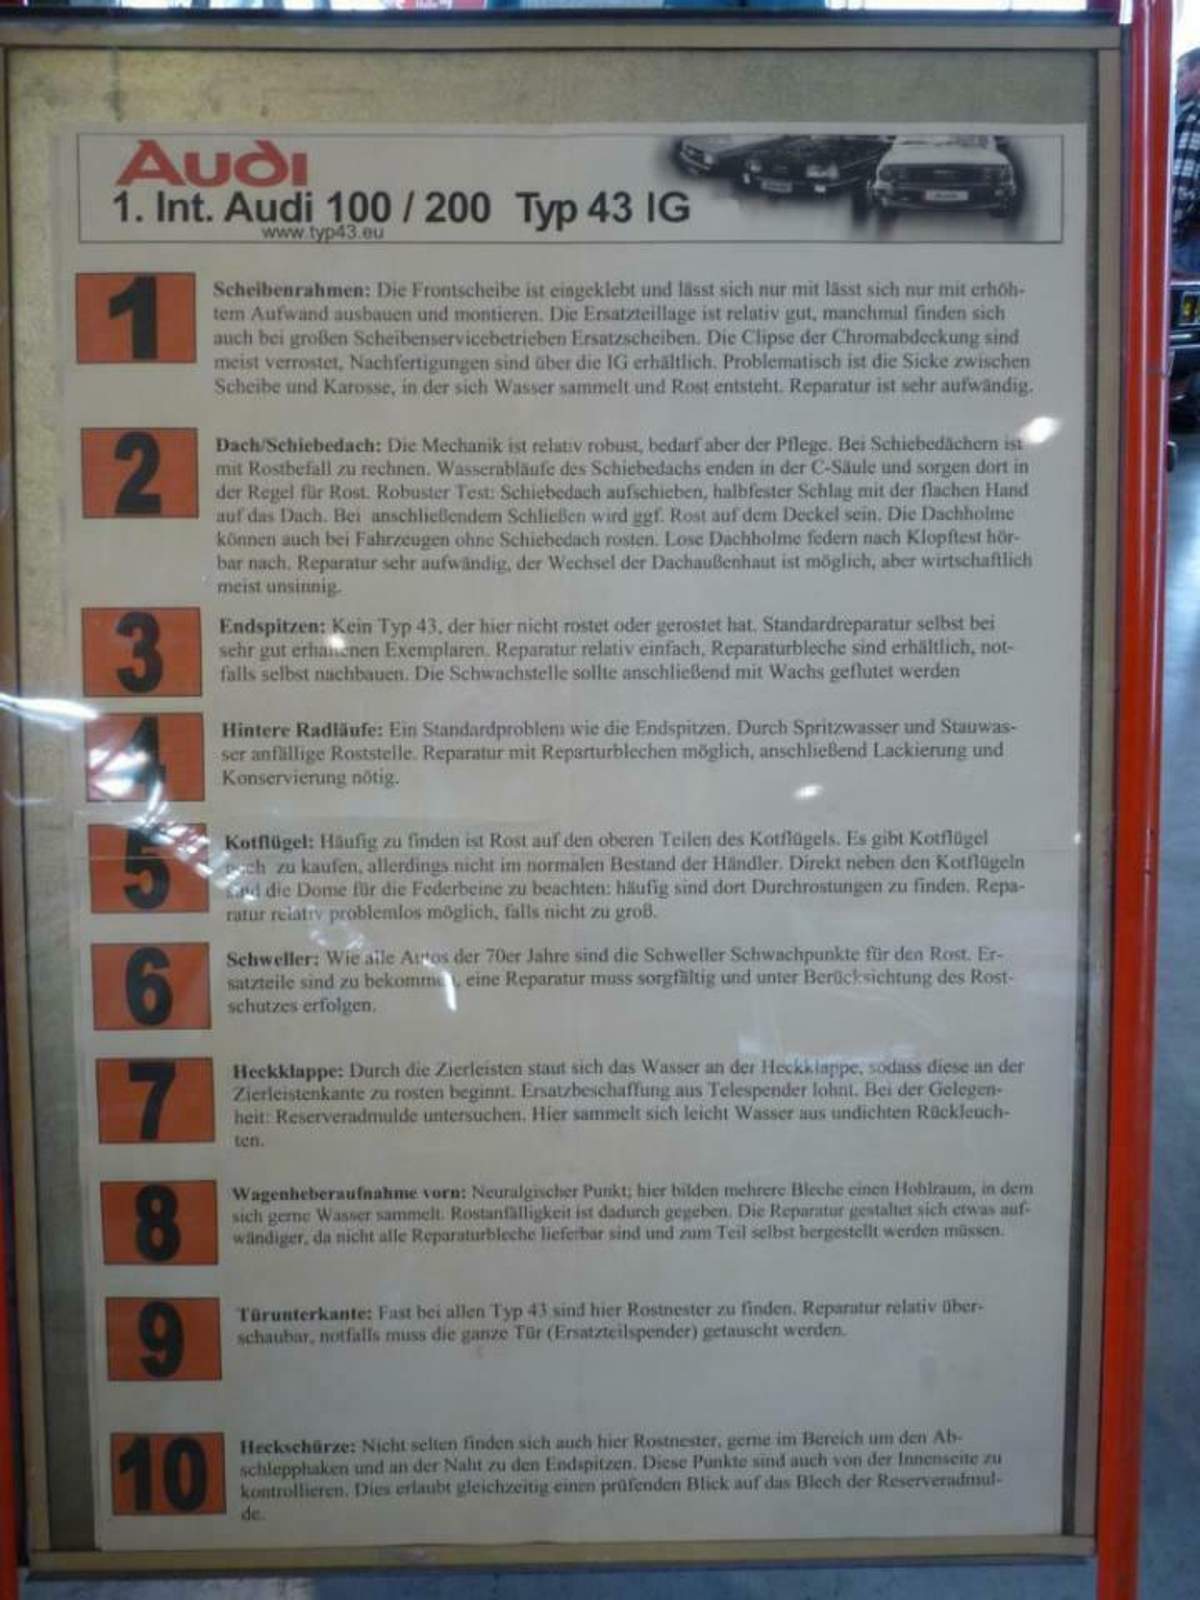 Audi
1. Int. Audi 100 / 200 Typ 43 IG
www.typ43.eu
1
Scheibenrahmen: Die Frontscheibe ist eingeklebt und lässt sich nur mit lässt sich nur mit erhöh-
tem Aufwand ausbauen und montieren. Die Ersatzteillage ist relativ gut, manchmal finden sich
auch bei großen Scheibenservicebetrieben Ersatzscheiben. Die Clipse der Chromabdeckung sind
meist verrostet, Nachfertigungen sind über die IG erhältlich. Problematisch ist die Sicke zwischen
Scheibe und Karosse, in der sich Wasser sammelt und Rost entsteht. Reparatur ist sehr aufwändig.
2
Dach/Schiebedach: Die Mechanik ist relativ robust, bedarf aber der Pflege. Bei Schiebedächern ist
mit Rostbefall zu rechnen. Wasserabläufe des Schiebedachs enden in der C-Säule und sorgen dort in
der Regel für Rost. Robuster Test: Schiebedach aufschieben, halbfester Schlag mit der flachen Hand
auf das Dach. Bei anschließendem Schließen wird ggf. Rost auf dem Deckel sein. Die Dachholme
können auch bei Fahrzeugen ohne Schiebedach rosten. Lose Dachholme federn nach Klopftest hör-
bar nach. Reparatur sehr aufwändig, der Wechsel der Dachaußenhaut ist möglich, aber wirtschaftlich
meist unsinnig.
3
Endspitzen: Kein Typ 43, der hier nicht rostet oder gerostet hat. Standardreparatur selbst bei
sehr gut erhaltenen Exemplaren. Reparatur relativ einfach, Reparaturbleche sind erhältlich, not-
falls selbst nachbauen. Die Schwachstelle sollte anschließend mit Wachs geflutet werden
4
Hintere Radläufe: Ein Standardproblem wie die Endspitzen. Durch Spritzwasser und Stauwas-
ser anfällige Roststelle. Reparatur mit Reparturblechen möglich, anschließend Lackierung und
Konservierung nötig.
5
Kotflügel: Häufig zu finden ist Rost auf den oberen Teilen des Kotflügels. Es gibt Kotflügel
noch zu kaufen, allerdings nicht im normalen Bestand der Händler. Direkt neben den Kotflügeln
sind die Dome für die Federbeine zu beachten: häufig sind dort Durchrostungen zu finden. Repa-
ratur relativ problemlos möglich, falls nicht zu groß.
6
Schweller: Wie alle Autos der 70er Jahre sind die Schweller Schwachpunkte für den Rost. Er-
satzteile sind zu bekommen, eine Reparatur muss sorgfältig und unter Berücksichtung des Rost-
schutzes erfolgen.
7
Heckklappe: Durch die Zierleisten staut sich das Wasser an der Heckklappe, sodass diese an der
Zierleistenkante zu rosten beginnt. Ersatzbeschaffung aus Telespender lohnt. Bei der Gelegen-
heit: Reserveradmulde untersuchen. Hier sammelt sich leicht Wasser aus undichten Rückleuch-
ten.
8
Wagenheberaufnahme vorn: Neuralgischer Punkt; hier bilden mehrere Bleche einen Hohlraum, in dem
sich gerne Wasser sammelt. Rostanfälligkeit ist dadurch gegeben. Die Reparatur gestaltet sich etwas auf-
wändiger, da nicht alle Reparaturbleche lieferbar sind und zum Teil selbst hergestellt werden müssen.
9
Türunterkante: Fast bei allen Typ 43 sind hier Rostnester zu finden. Reparatur relativ über-
schaubar, notfalls muss die ganze Tür (Ersatzteilspender) getauscht werden.
10
Heckschürze: Nicht selten finden sich auch hier Rostnester, gerne im Bereich um den Ab-
schlepphaken und an der Naht zu den Endspitzen. Diese Punkte sind auch von der Innenseite zu
kontrollieren. Dies erlaubt gleichzeitig einen prüfenden Blick auf das Blech der Reserveradmul-
de.